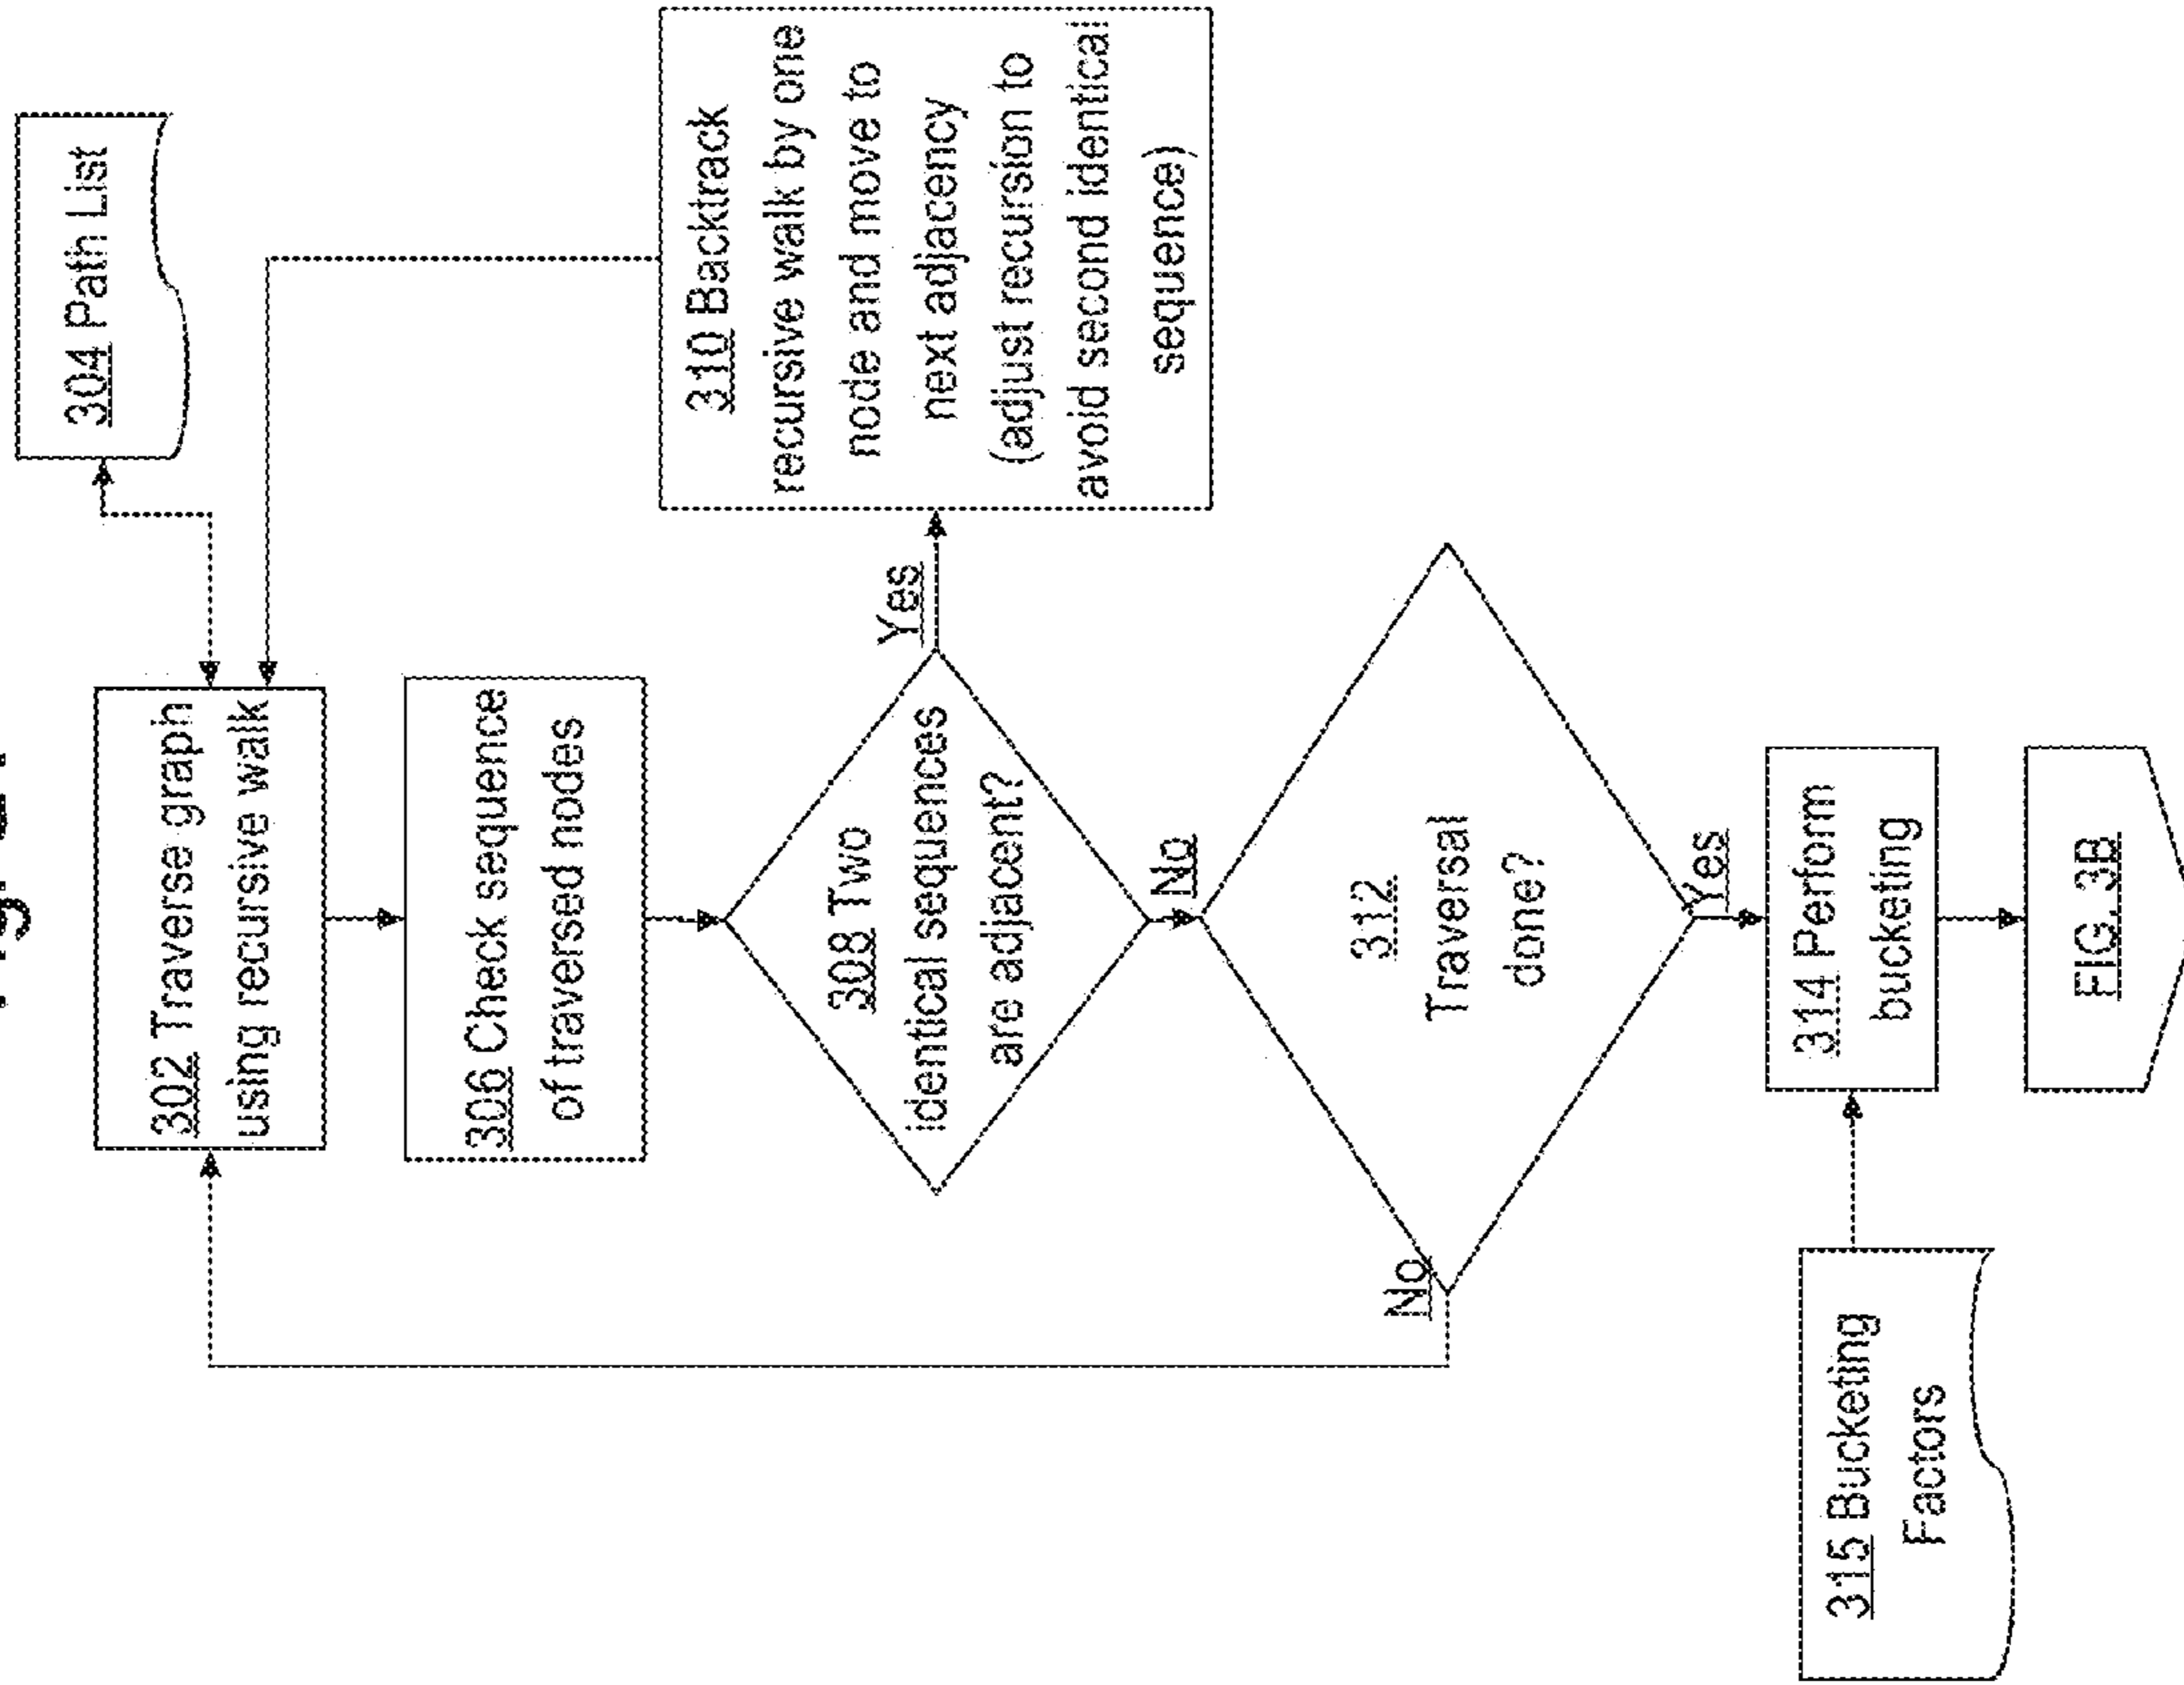 304 Path List
302 Traverse graph
using recursive walk
306 Check sequence
of traversed nodes
308 Two
identical sequences
are adjacent?
Yes
310 Backtrack
recursive walk by one
node and move to
next adjacency
(adjust recursion to
avoid second identical
sequence)
No
312
Traversal
done?
No
Yes
314 Perform
bucketing
315 Bucketing
Factors
FIG. 3B